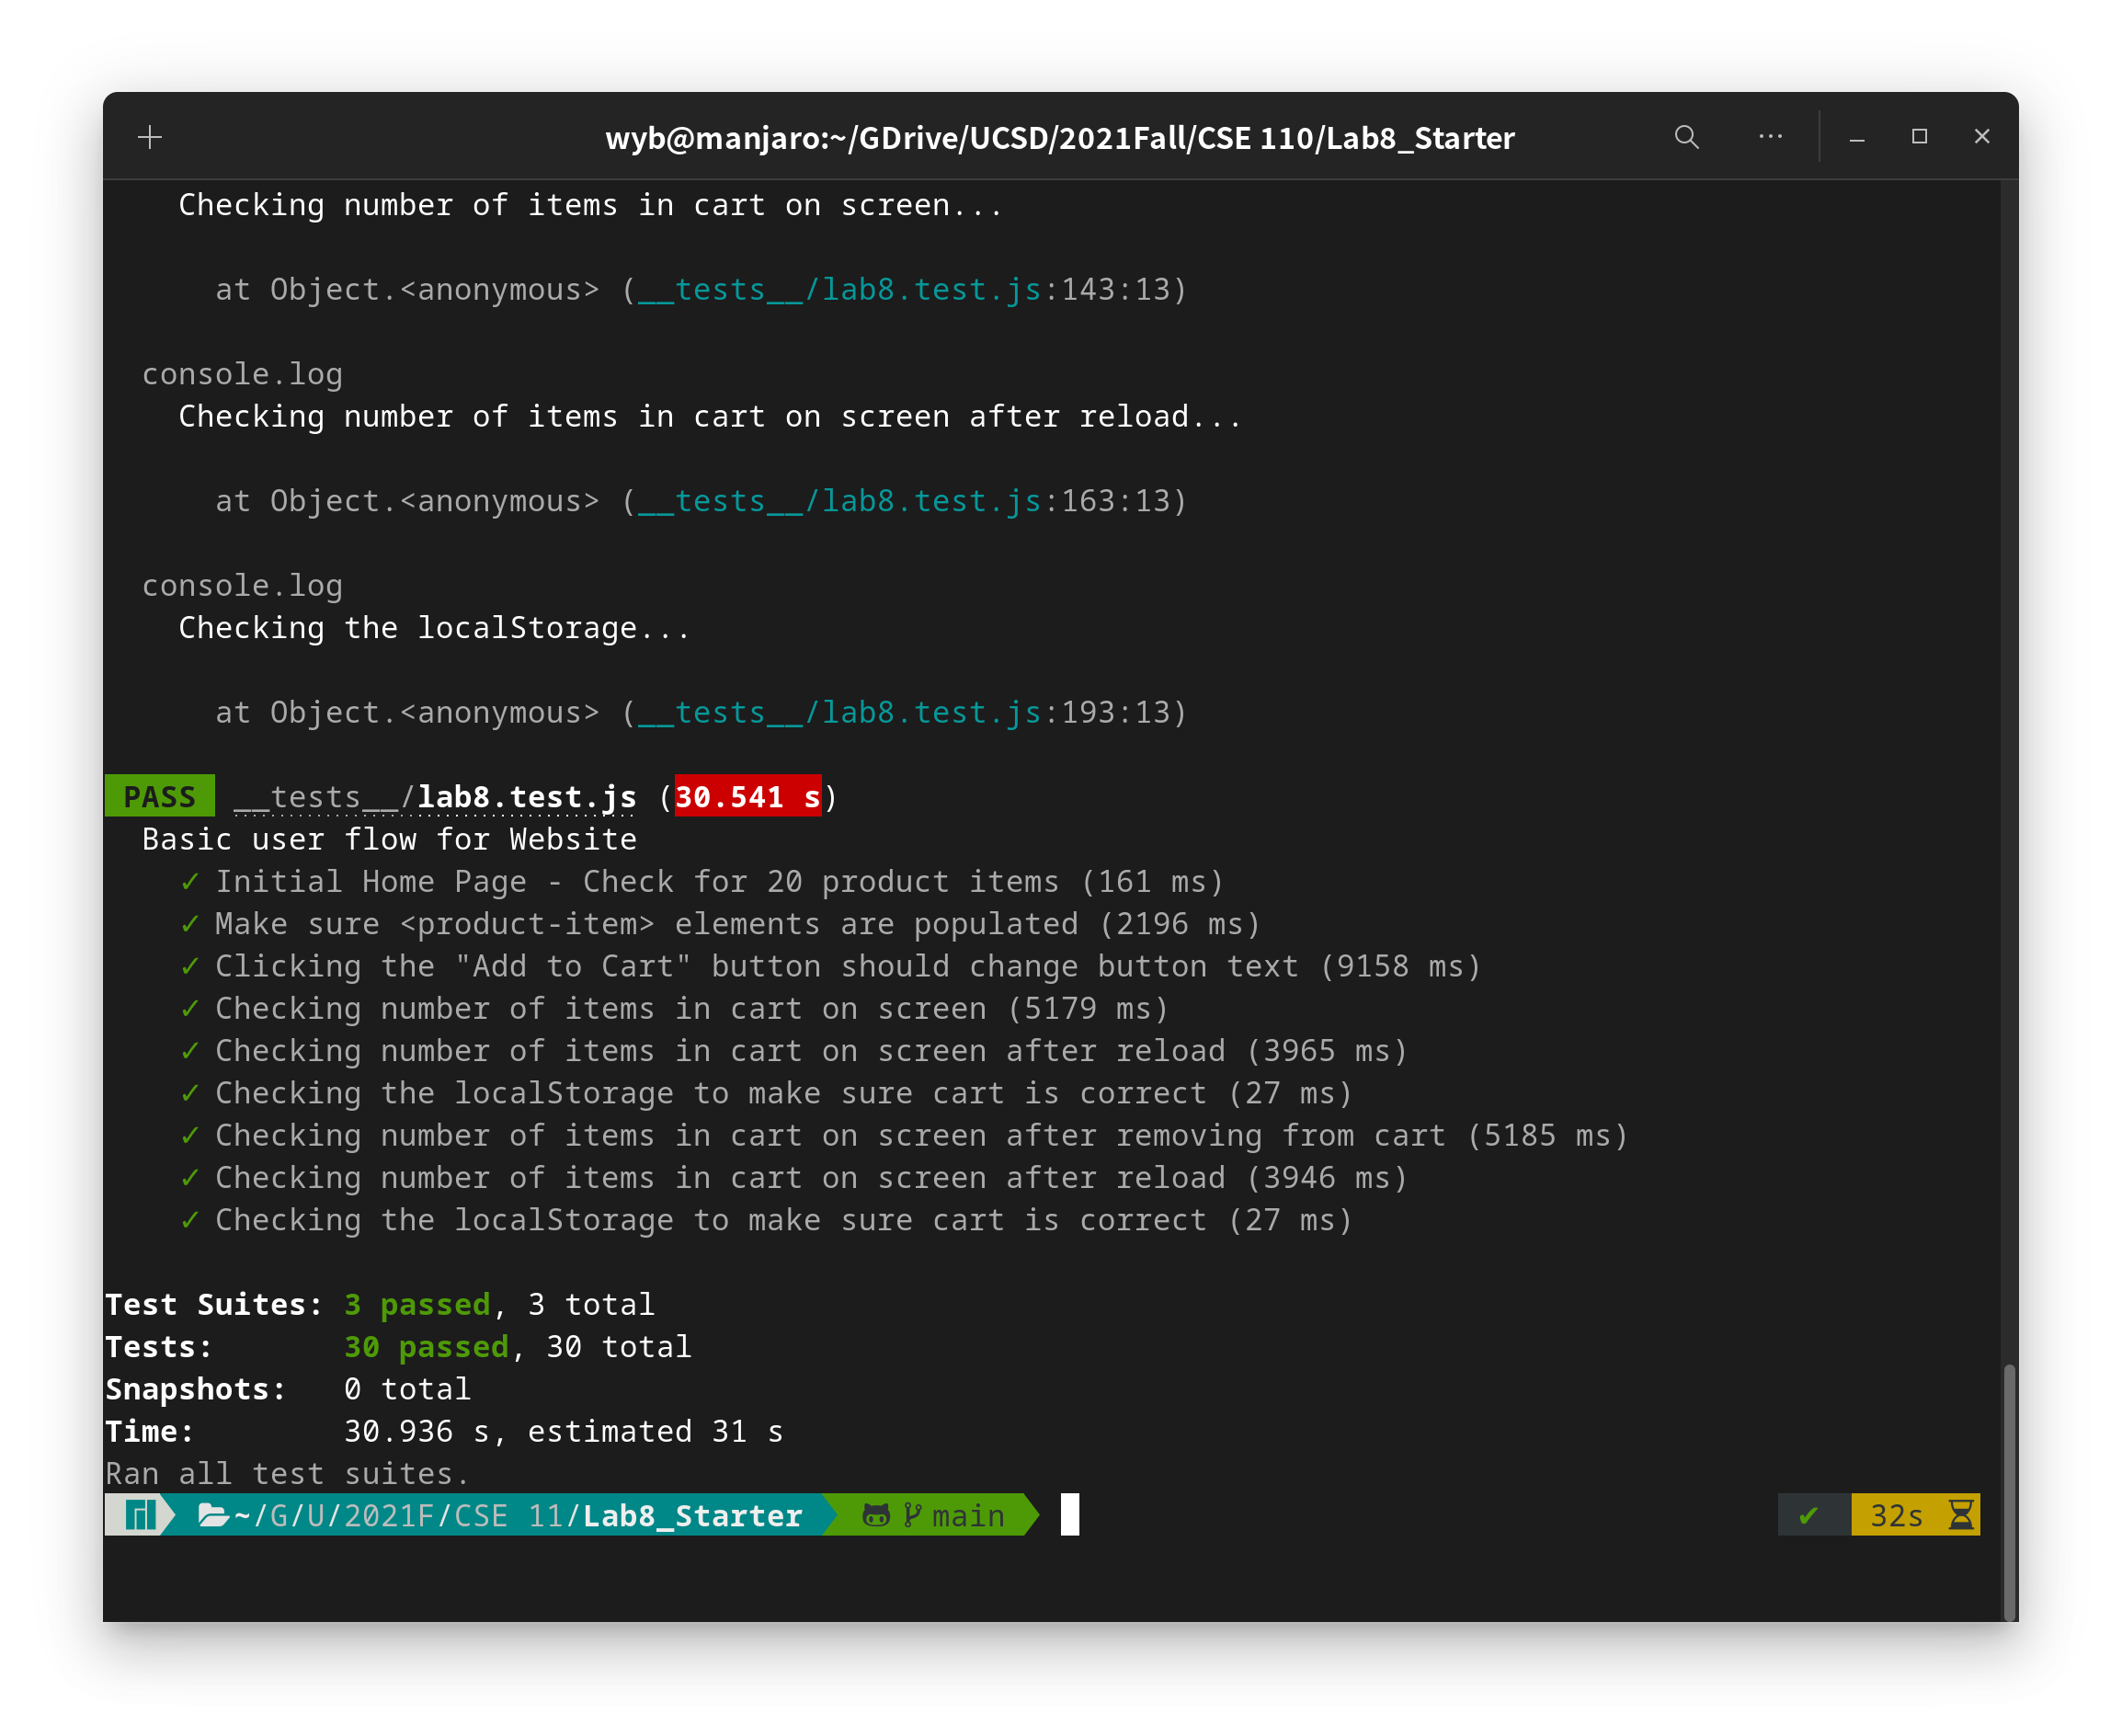 wyb@manjaro:~/GDrive/UCSD/2021Fall/CSE 110/Lab8_Starter
Checking number of items in cart on screen...
at Object.<anonymous> (__tests__/lab8.test.js:143:13)
console.log
Checking number of items in cart on screen after reload...
at Object.<anonymous> (__tests__/lab8.test.js:163:13)
console.log
Checking the localStorage...
at Object.<anonymous> (__tests__/lab8.test.js:193:13)
PASS __tests__/lab8.test.js (30.541 s)
Basic user flow for Website
✓ Initial Home Page - Check for 20 product items (161 ms)
✓ Make sure <product-item> elements are populated (2196 ms)
✓ Clicking the "Add to Cart" button should change button text (9158 ms)
✓ Checking number of items in cart on screen (5179 ms)
✓ Checking number of items in cart on screen after reload (3965 ms)
✓ Checking the localStorage to make sure cart is correct (27 ms)
✓ Checking number of items in cart on screen after removing from cart (5185 ms)
✓ Checking number of items in cart on screen after reload (3946 ms)
✓ Checking the localStorage to make sure cart is correct (27 ms)
Test Suites: 3 passed, 3 total
Tests: 30 passed, 30 total
Snapshots: 0 total
Time: 30.936 s, estimated 31 s
Ran all test suites.
~/G/U/2021F/CSE 11/Lab8_Starter main ✔ 32s